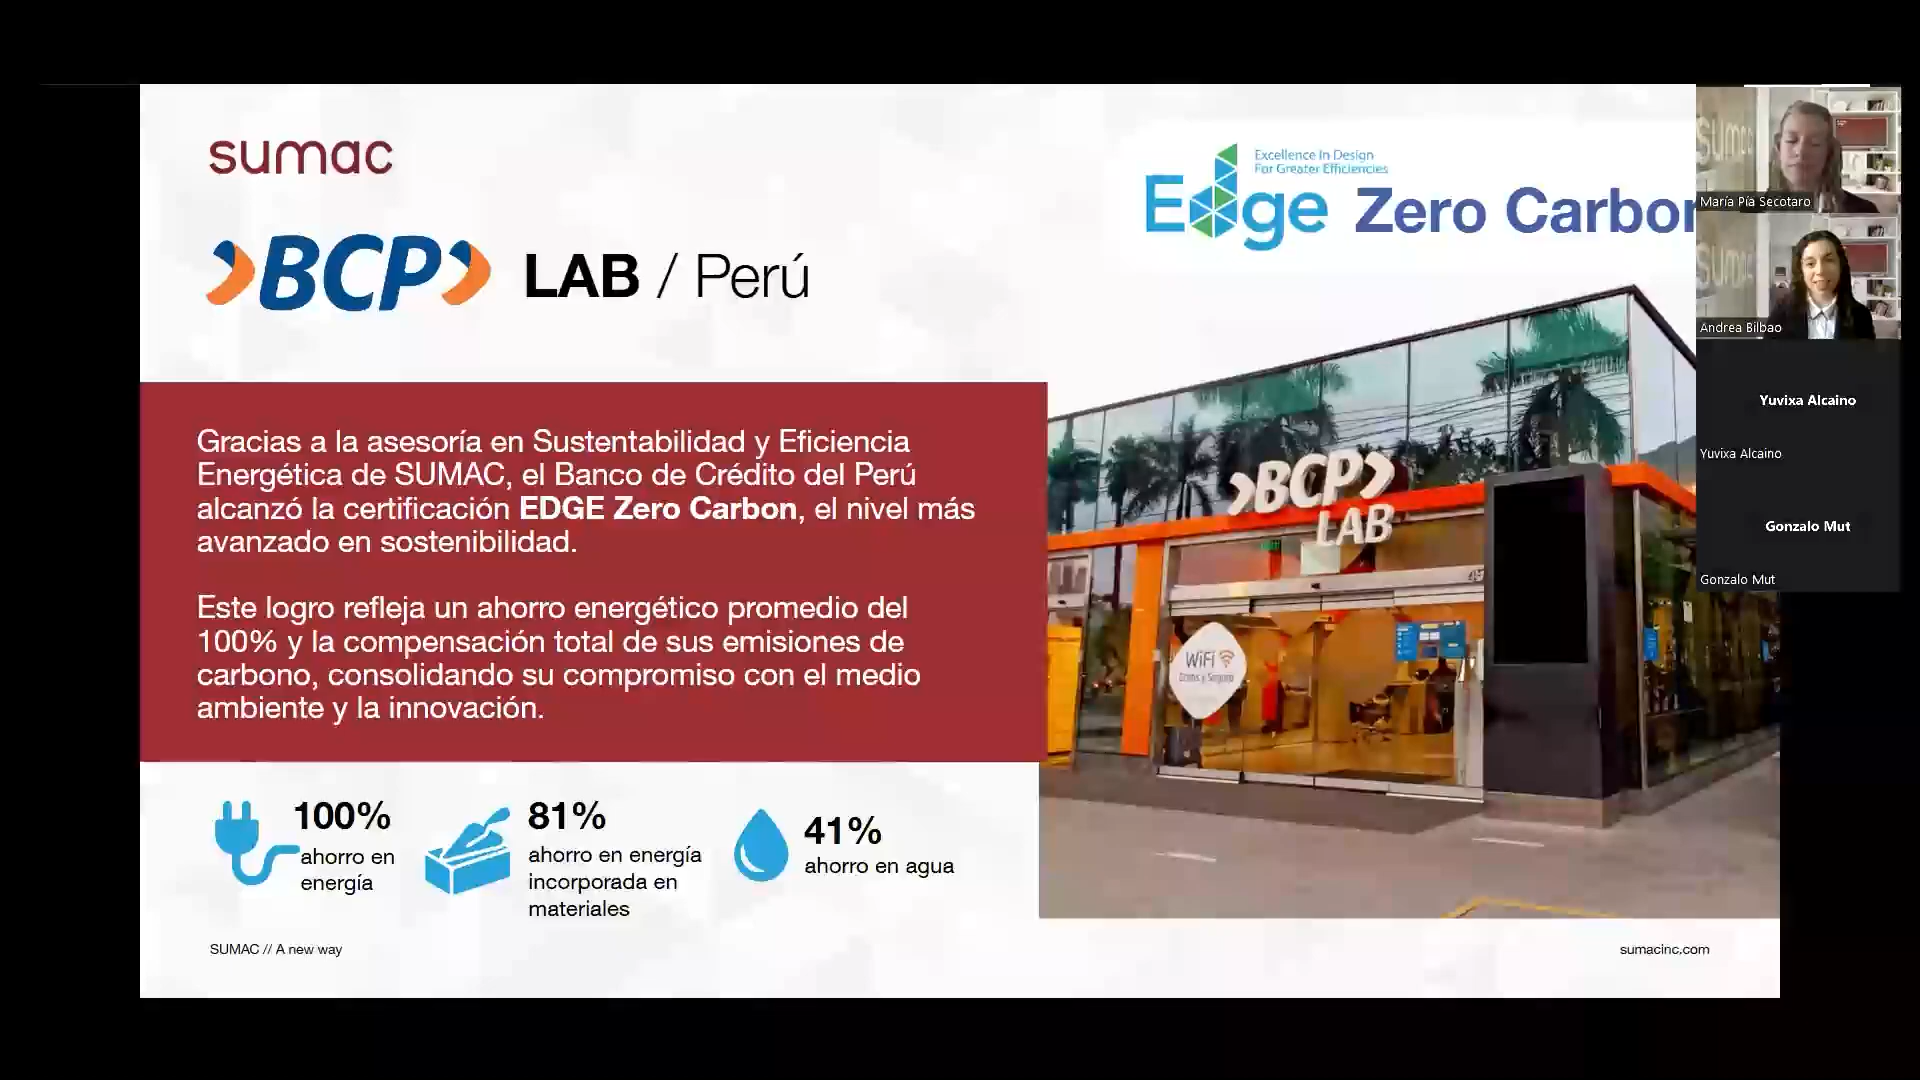 sumac
BCP LAB / Perú
Edge
Excellence In Design
For Greater Efficiencies
Zero Carbon
Gracias a la asesoría en Sustentabilidad y Eficiencia
Energética de SUMAC, el Banco de Crédito del Perú
alcanzó la certificación EDGE Zero Carbon, el nivel más
avanzado en sostenibilidad.
Este logro refleja un ahorro energético promedio del
100% y la compensación total de sus emisiones de
carbono, consolidando su compromiso con el medio
ambiente y la innovación.
100%
ahorro en
energía
81%
ahorro en energía
incorporada en
materiales
41%
ahorro en agua
BCP
LAB
WiFi
SUMAC // A new way
sumacinc.com
sumac
María Pía Secotaro
sumac
Andrea Bilbao
Yuvixa Alcaino
Yuvixa Alcaino
Gonzalo Mut
Gonzalo Mut